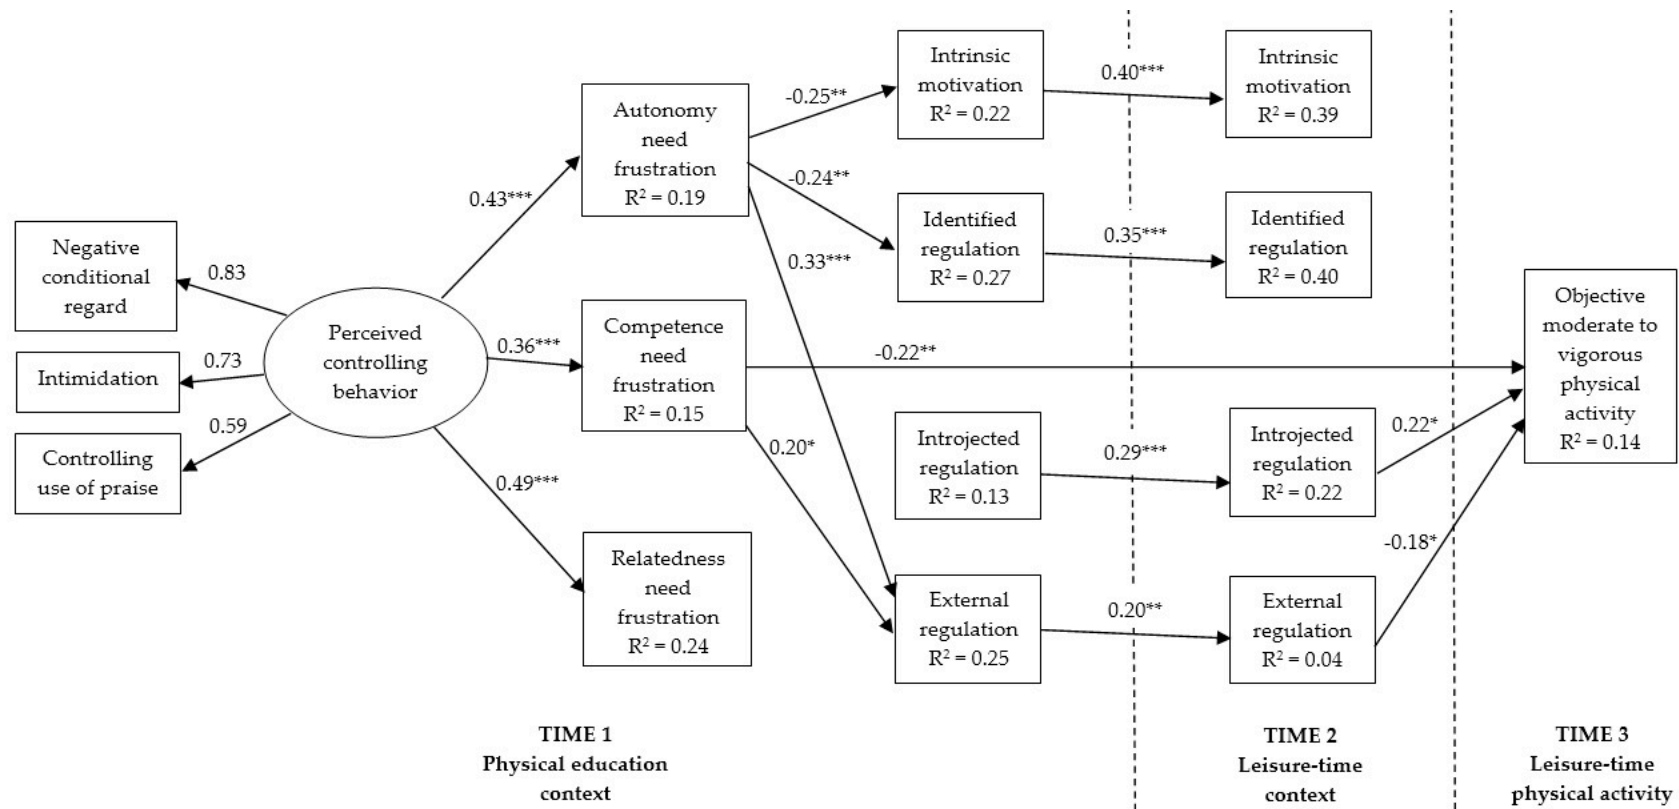 Negative
conditional
regard
Intimidation
Controlling
use of praise
0.83
0.73
0.59
Perceived
controlling
behavior
0.43***
0.36***
0.49***
Autonomy
need
frustration
R² = 0.19
Competence
need
frustration
R² = 0.15
Relatedness
need
frustration
R² = 0.24
-0.25**
-0.24**
0.33***
-0.22**
0.20*
Intrinsic
motivation
R² = 0.22
Identified
regulation
R² = 0.27
Introjected
regulation
R² = 0.13
External
regulation
R² = 0.25
0.40***
0.35***
0.29***
0.20**
Intrinsic
motivation
R² = 0.39
Identified
regulation
R² = 0.40
Introjected
regulation
R² = 0.22
External
regulation
R² = 0.04
0.22*
-0.18*
Objective
moderate to
vigorous
physical
activity
R² = 0.14
TIME 1
Physical education
context
TIME 2
Leisure-time
context
TIME 3
Leisure-time
physical activity